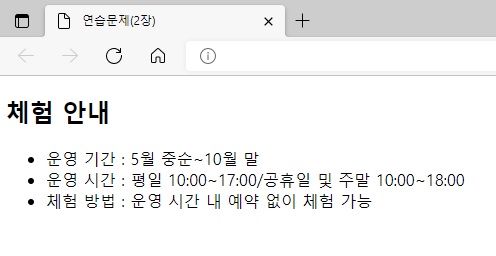 연습문제(2장)
체험 안내
• 운영 기간 : 5월 중순~10월 말
• 운영 시간 : 평일 10:00~17:00/공휴일 및 주말 10:00~18:00
• 체험 방법 : 운영 시간 내 예약 없이 체험 가능